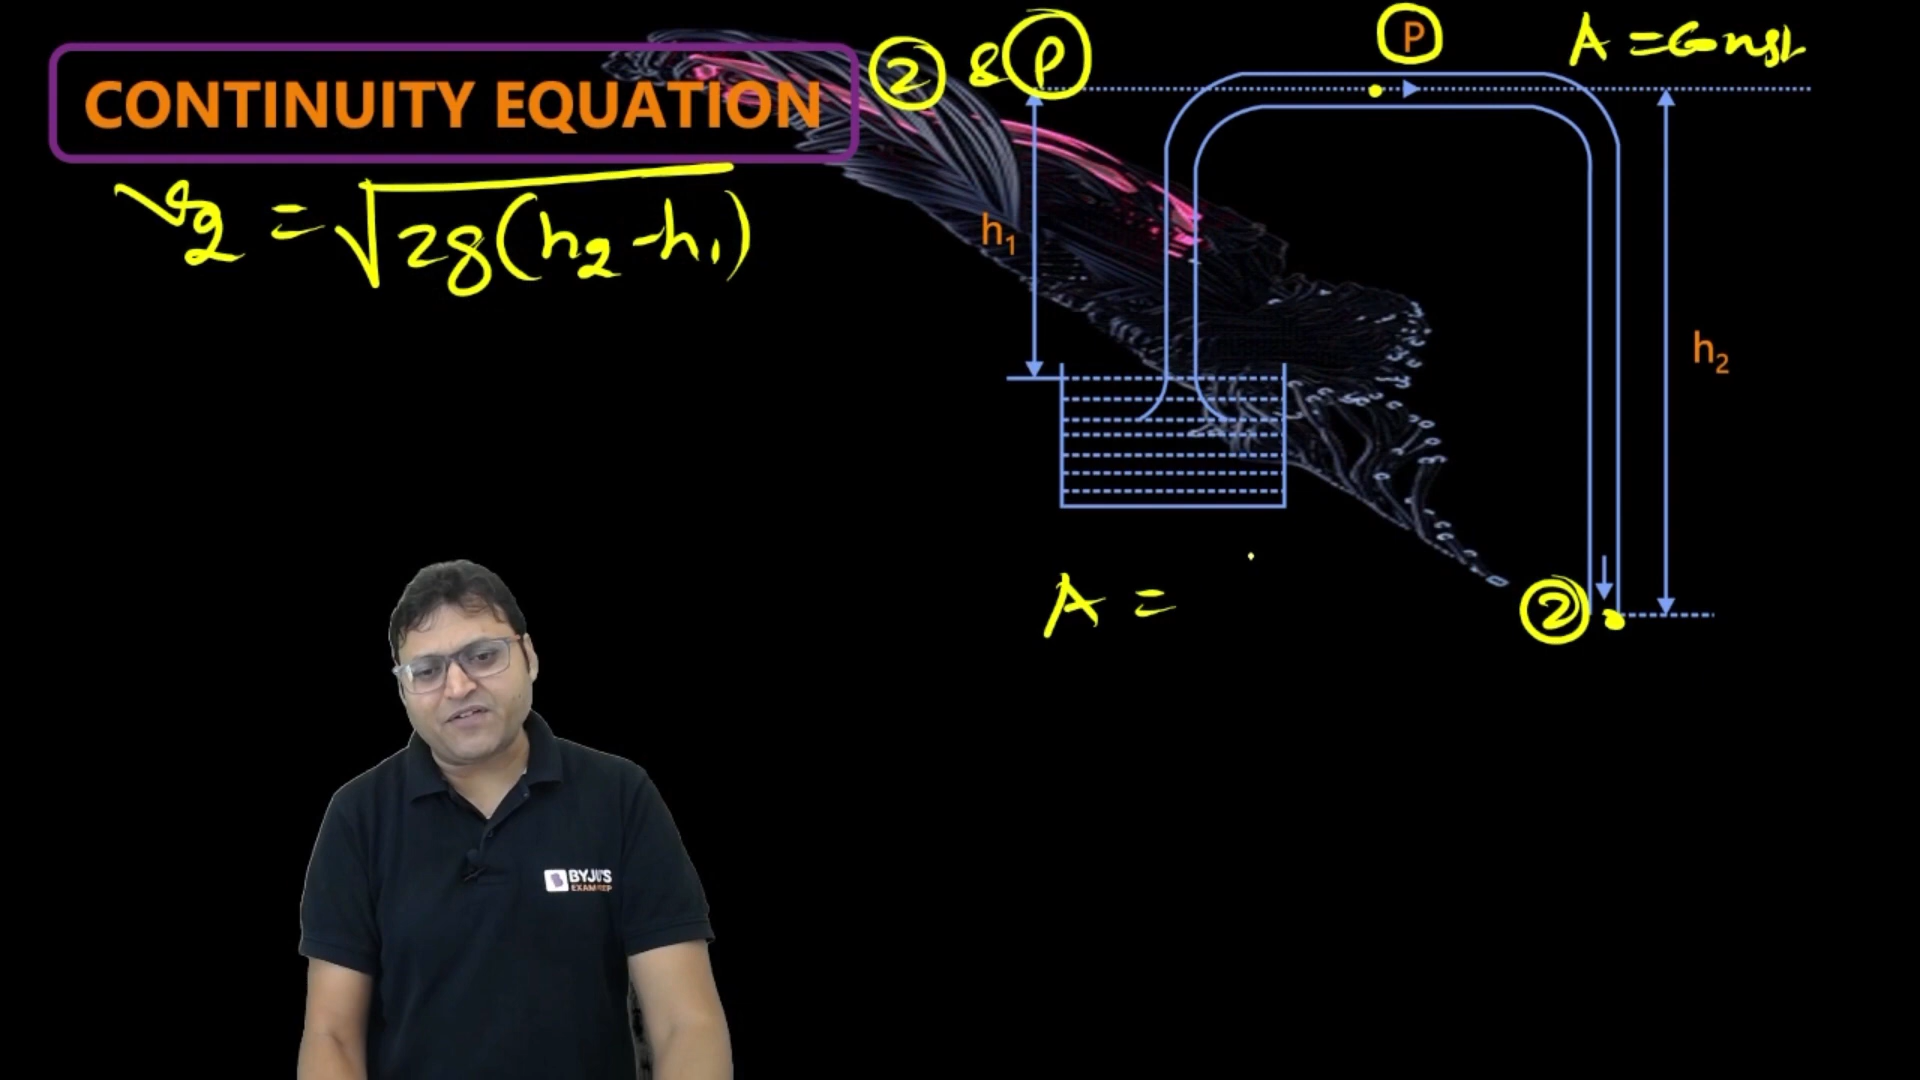 ② & Ⓟ
Ⓟ
A = Const
CONTINUITY EQUATION
v₂ = √2g(h₂-h₁)
h₁
h₂
A =
②
BYJU'S
EXAM PREP